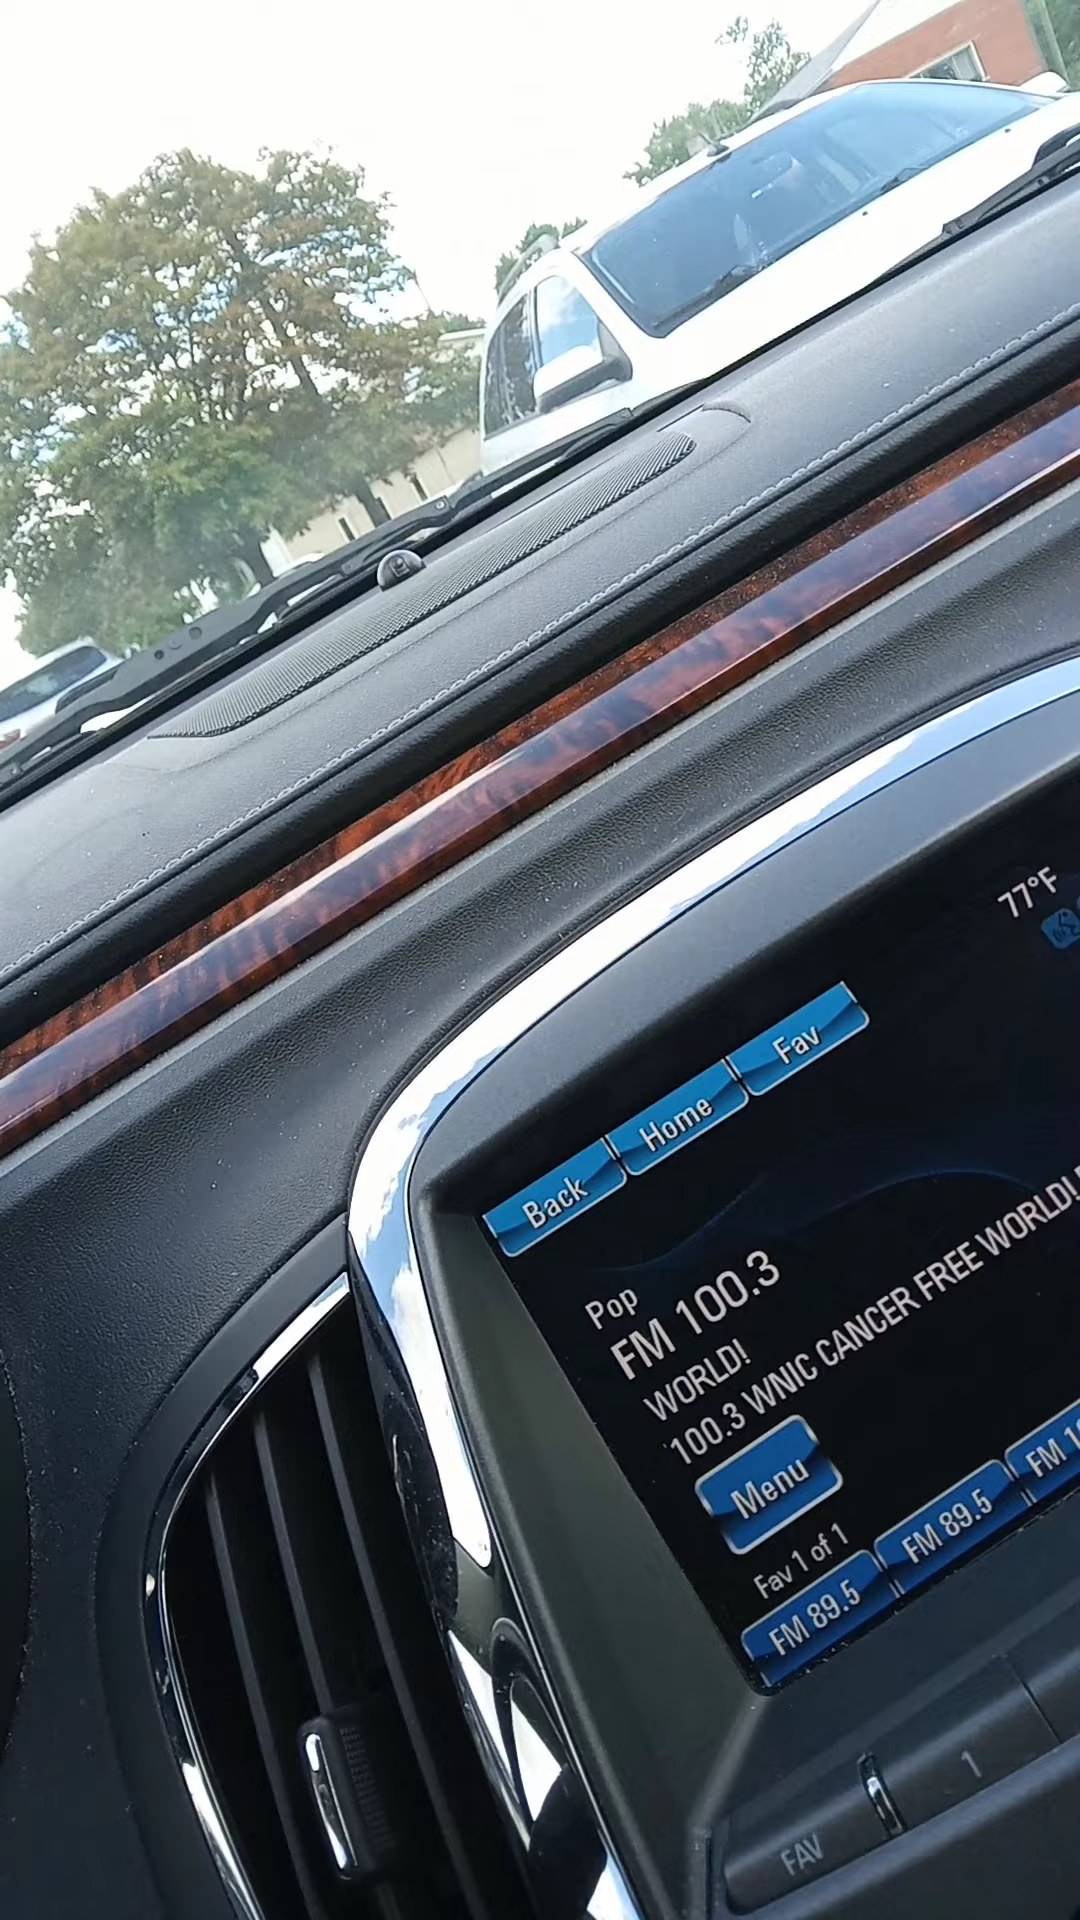 77°F
Back Home Fav
Pop
FM 100.3
WORLD!
100.3 WNIC CANCER FREE WORLD!
Menu
Fav 1 of 1
FM 89.5 FM 89.5 FM
FAV 1